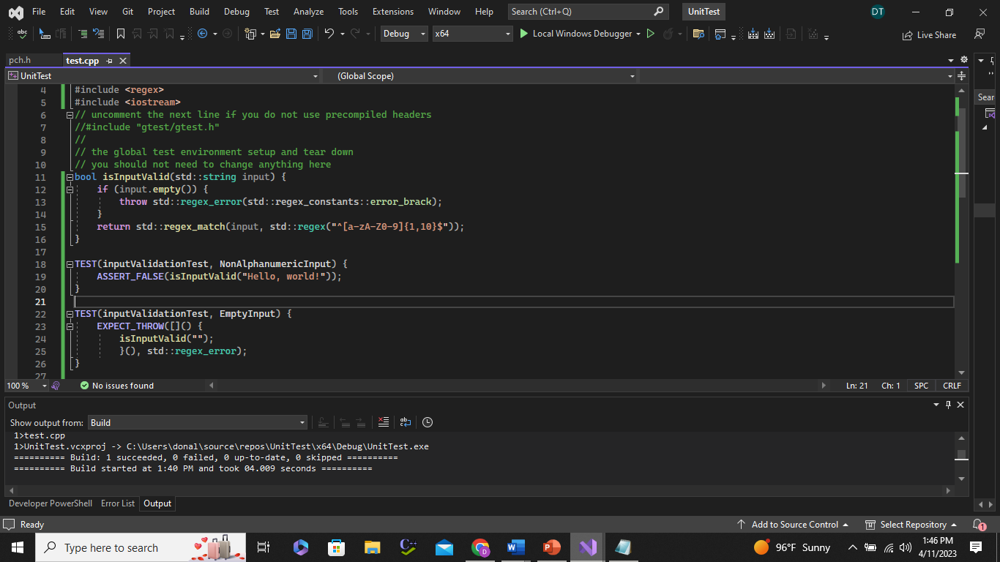 File Edit View Git Project Build Debug Test Analyze Tools Extensions Window Help Search (Ctrl+Q) UnitTest DT
abc Debug x64 Local Windows Debugger Live Share
pch.h test.cpp
UnitTest (Global Scope)
4 #include <regex>
5 #include <iostream>
6 // uncomment the next line if you do not use precompiled headers
7 //#include "gtest/gtest.h"
8 //
9 // the global test environment setup and tear down
10 // you should not need to change anything here
11 bool isInputValid(std::string input) {
12 if (input.empty()) {
13 throw std::regex_error(std::regex_constants::error_brack);
14 }
15 return std::regex_match(input, std::regex("^[a-zA-Z0-9]{1,10}$"));
16 }
17
18 TEST(inputValidationTest, NonAlphanumericInput) {
19 ASSERT_FALSE(isInputValid("Hello, world!"));
20 }
21
22 TEST(inputValidationTest, EmptyInput) {
23 EXPECT_THROW([]() {
24 isInputValid("");
25 }(), std::regex_error);
26 }
27
Sear
100 % No issues found Ln: 21 Ch: 1 SPC CRLF
Output
Show output from: Build
1>test.cpp
1>UnitTest.vcxproj -> C:\Users\donal\source\repos\UnitTest\x64\Debug\UnitTest.exe
========== Build: 1 succeeded, 0 failed, 0 up-to-date, 0 skipped ==========
========== Build started at 1:40 PM and took 04.009 seconds ==========
Developer PowerShell Error List Output
Ready Add to Source Control Select Repository 1
Type here to search 96°F Sunny 1:46 PM
4/11/2023